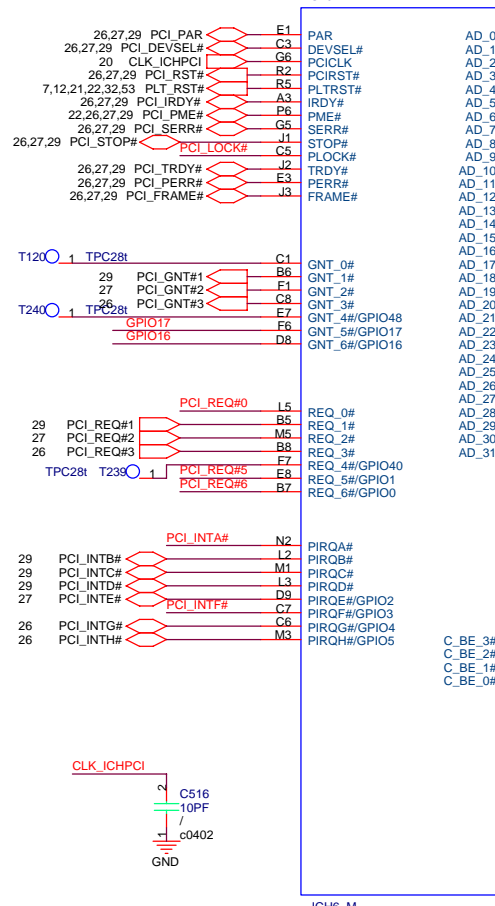 26,27,29 PCI_PAR E1 PAR AD_0
26,27,29 PCI_DEVSEL# C3 DEVSEL# AD_1
20 CLK_ICHPCI G6 PCICLK AD_2
26,27,29 PCI_RST# R2 PCIRST# AD_3
7,12,21,22,32,53 PLT_RST# R5 PLTRST# AD_4
26,27,29 PCI_IRDY# A3 IRDY# AD_5
22,26,27,29 PCI_PME# P6 PME# AD_6
26,27,29 PCI_SERR# G5 SERR# AD_7
26,27,29 PCI_STOP# J1 STOP# AD_8
PCI_LOCK# C5 PLOCK# AD_9
26,27,29 PCI_TRDY# J2 TRDY# AD_10
26,27,29 PCI_PERR# E3 PERR# AD_11
26,27,29 PCI_FRAME# J3 FRAME# AD_12
AD_13
AD_14
AD_15
AD_16
T120 1 TPC28t C1 GNT_0# AD_17
29 PCI_GNT#1 B6 GNT_1# AD_18
27 PCI_GNT#2 F1 GNT_2# AD_19
26 PCI_GNT#3 C8 GNT_3# AD_20
T240 1 TPC28t E7 GNT_4#/GPIO48 AD_21
GPIO17 F6 GNT_5#/GPIO17 AD_22
GPIO16 D8 GNT_6#/GPIO16 AD_23
AD_24
AD_25
AD_26
AD_27
PCI_REQ#0 L5 REQ_0# AD_28
29 PCI_REQ#1 B5 REQ_1# AD_29
27 PCI_REQ#2 M5 REQ_2# AD_30
26 PCI_REQ#3 B8 REQ_3# AD_31
TPC28t T239 1 F7 REQ_4#/GPIO40
PCI_REQ#5 E8 REQ_5#/GPIO1
PCI_REQ#6 B7 REQ_6#/GPIO0
PCI_INTA# N2 PIRQA#
29 PCI_INTB# L2 PIRQB#
29 PCI_INTC# M1 PIRQC#
29 PCI_INTD# L3 PIRQD#
27 PCI_INTE# D9 PIRQE#/GPIO2
PCI_INTF# C7 PIRQF#/GPIO3
26 PCI_INTG# C6 PIRQG#/GPIO4
26 PCI_INTH# M3 PIRQH#/GPIO5 C_BE_3#
C_BE_2#
C_BE_1#
C_BE_0#
CLK_ICHPCI
2
C516
10PF
/
1 c0402
GND
ICH6_M